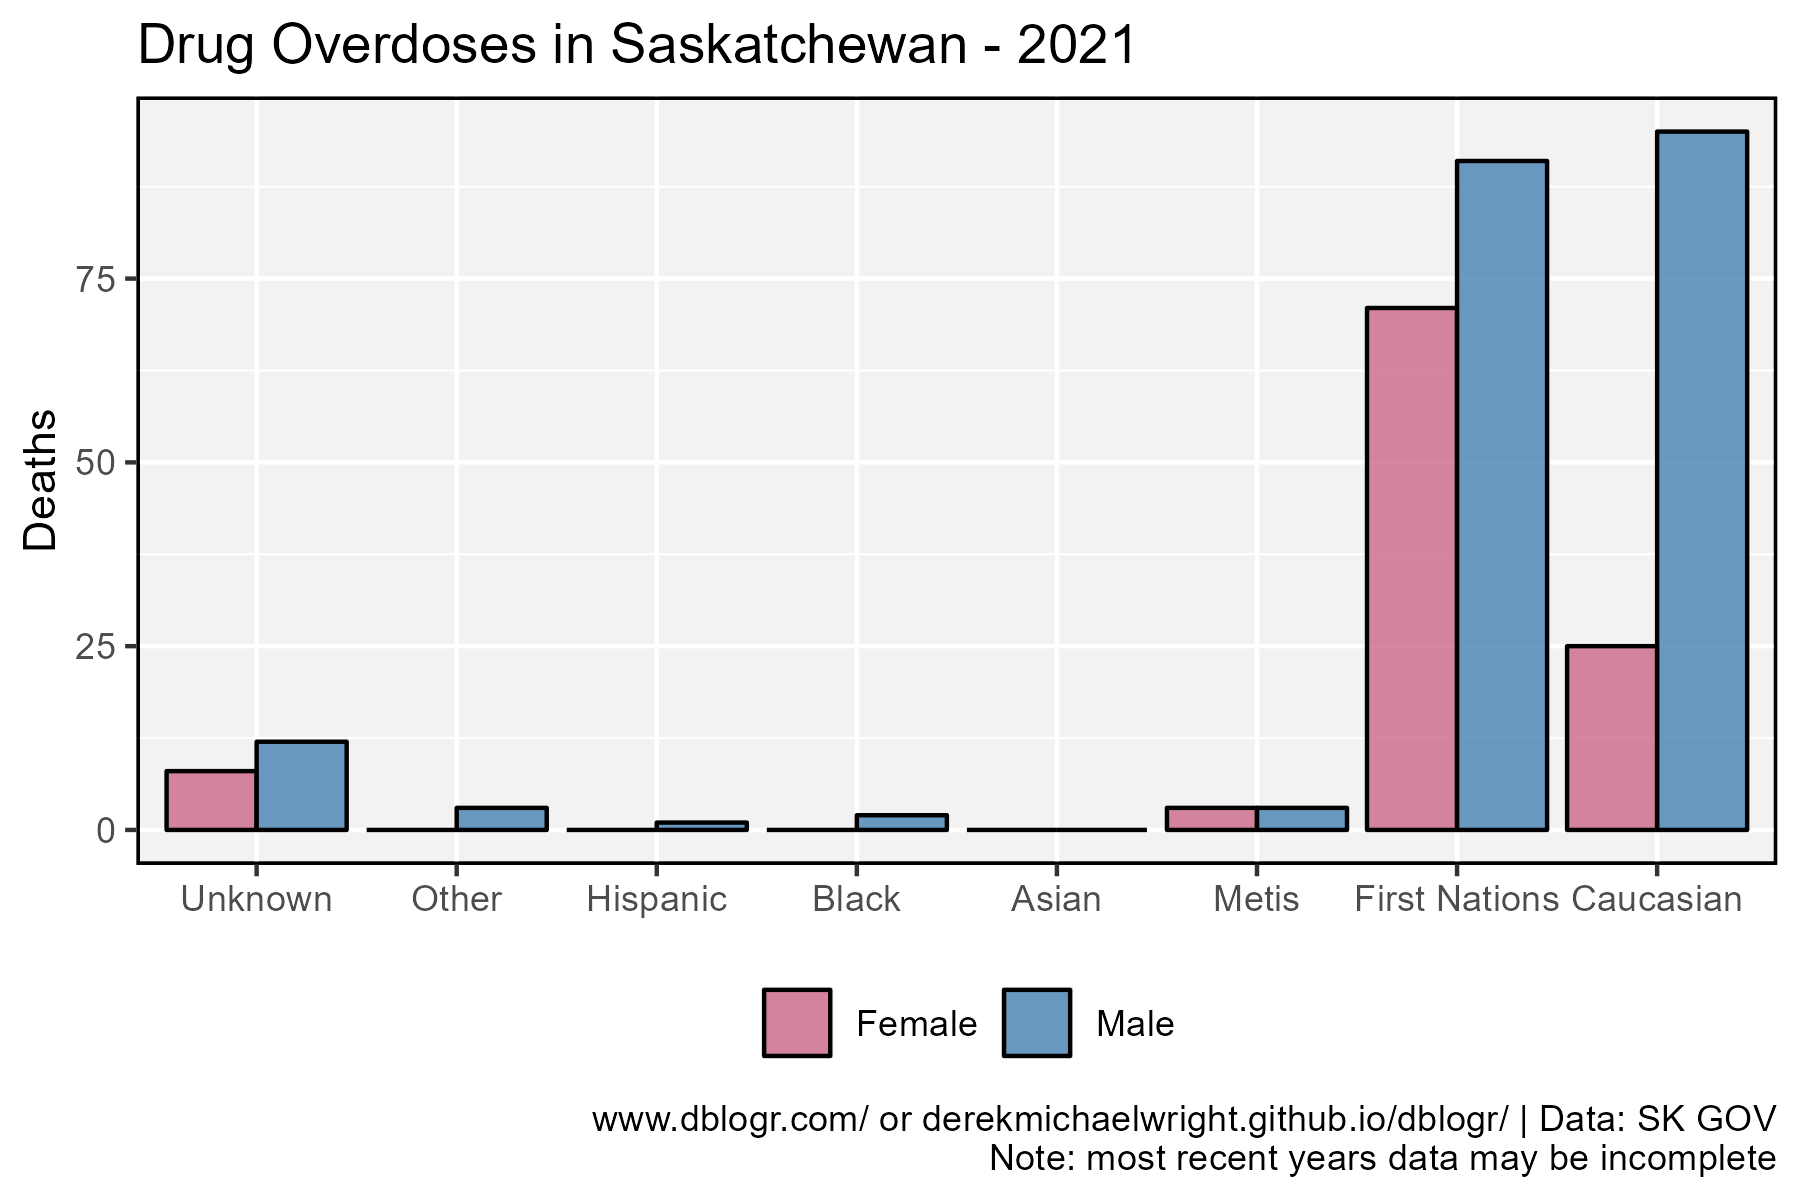 Drug Overdoses in Saskatchewan - 2021
Deaths
75
50
25
0
Unknown Other Hispanic Black Asian Metis First Nations Caucasian
Female Male
www.dblogr.com/ or derekmichaelwright.github.io/dblogr/ | Data: SK GOV
Note: most recent years data may be incomplete